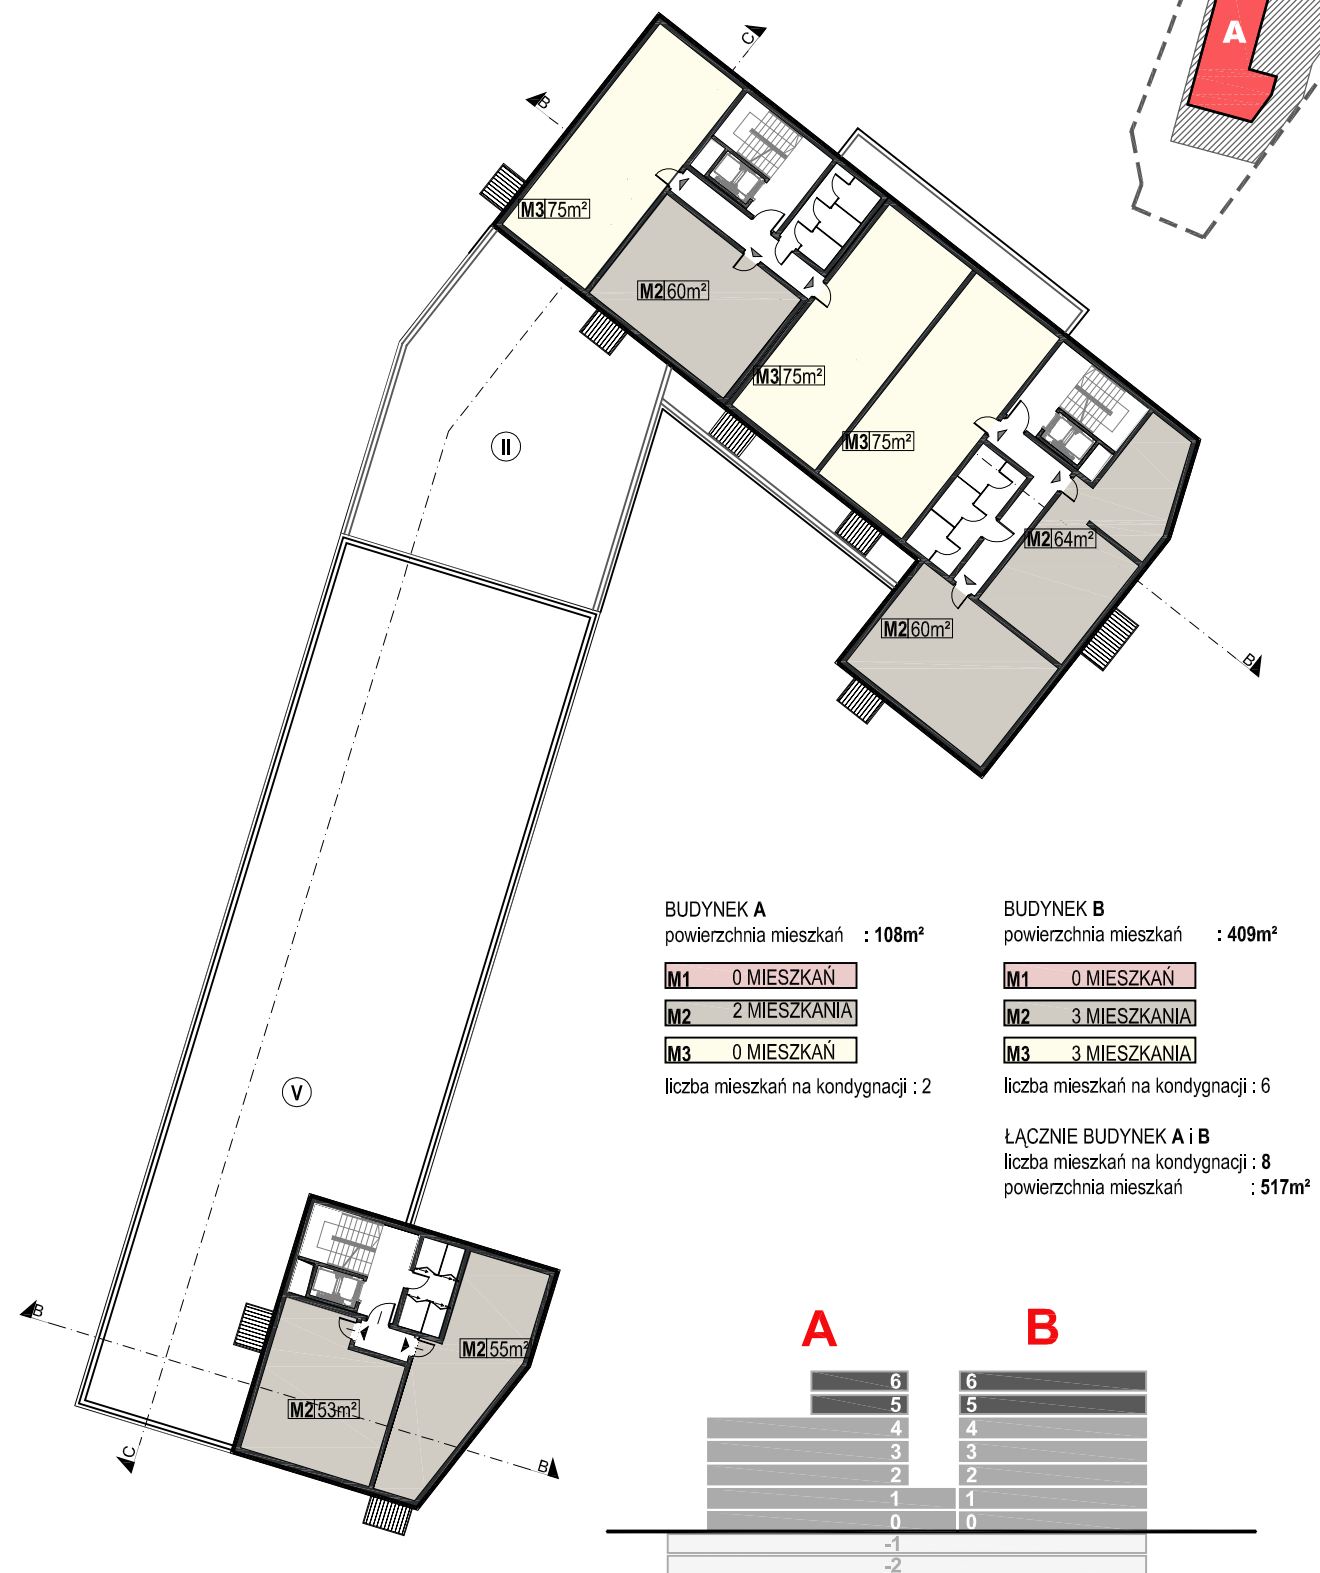 A
C
B
M3 75m²
M2 60m²
M3 75m²
M3 75m²
II
M2 64m²
M2 60m²
B
BUDYNEK A
powierzchnia mieszkań : 108m²
M1 0 MIESZKAŃ
M2 2 MIESZKANIA
M3 0 MIESZKAŃ
liczba mieszkań na kondygnacji : 2
BUDYNEK B
powierzchnia mieszkań : 409m²
M1 0 MIESZKAŃ
M2 3 MIESZKANIA
M3 3 MIESZKANIA
liczba mieszkań na kondygnacji : 6
ŁĄCZNIE BUDYNEK A i B
liczba mieszkań na kondygnacji : 8
powierzchnia mieszkań : 517m²
V
B
M2 55m²
M2 53m²
C
B
A B
6 6
5 5
4 4
3 3
2 2
1 1
0 0
-1
-2